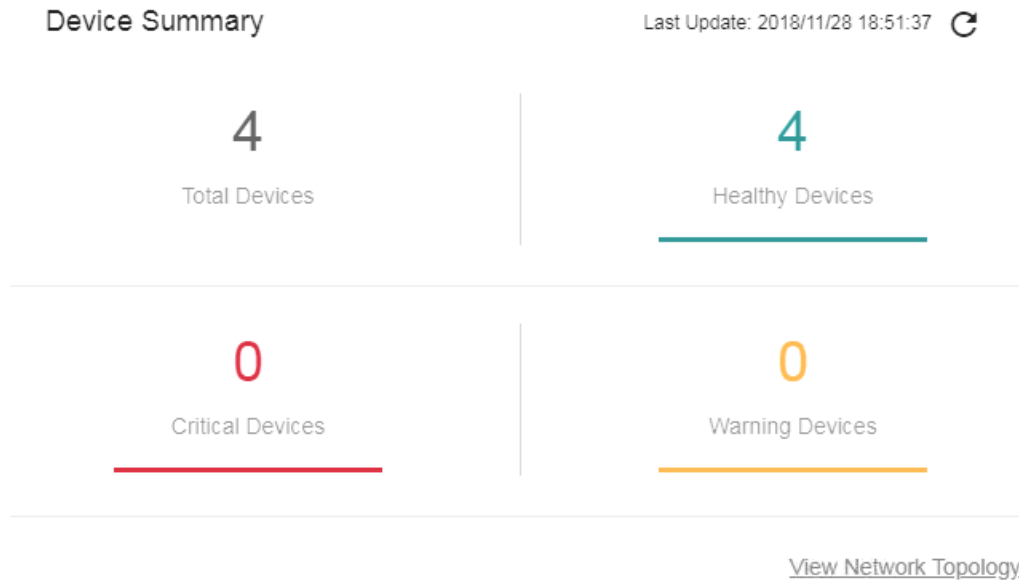 Device Summary
Last Update: 2018/11/28 18:51:37
4
4
Total Devices
Healthy Devices
0
0
Critical Devices
Warning Devices
View Network Topology